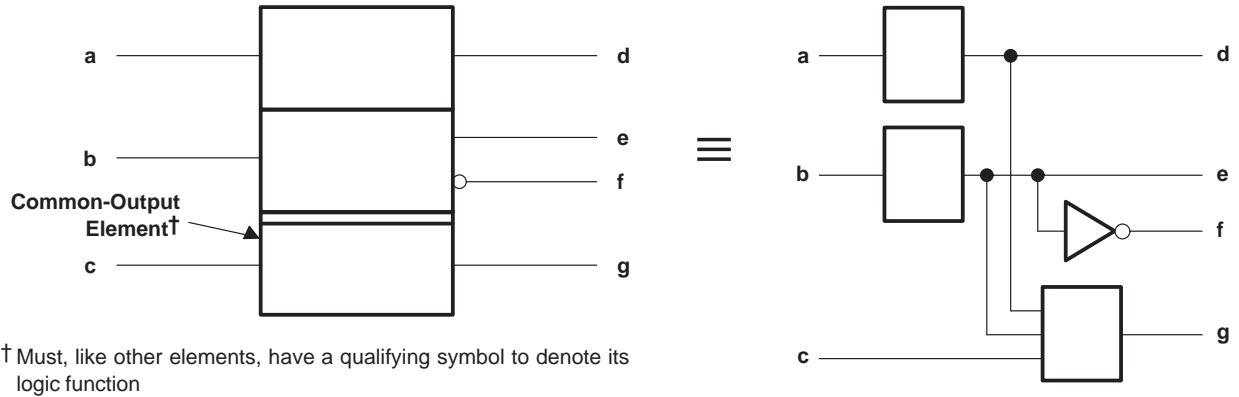 a
b
Common-Output
Element†
c
d
e
f
g
≡
a
b
c
d
e
f
g
† Must, like other elements, have a qualifying symbol to denote its
logic function